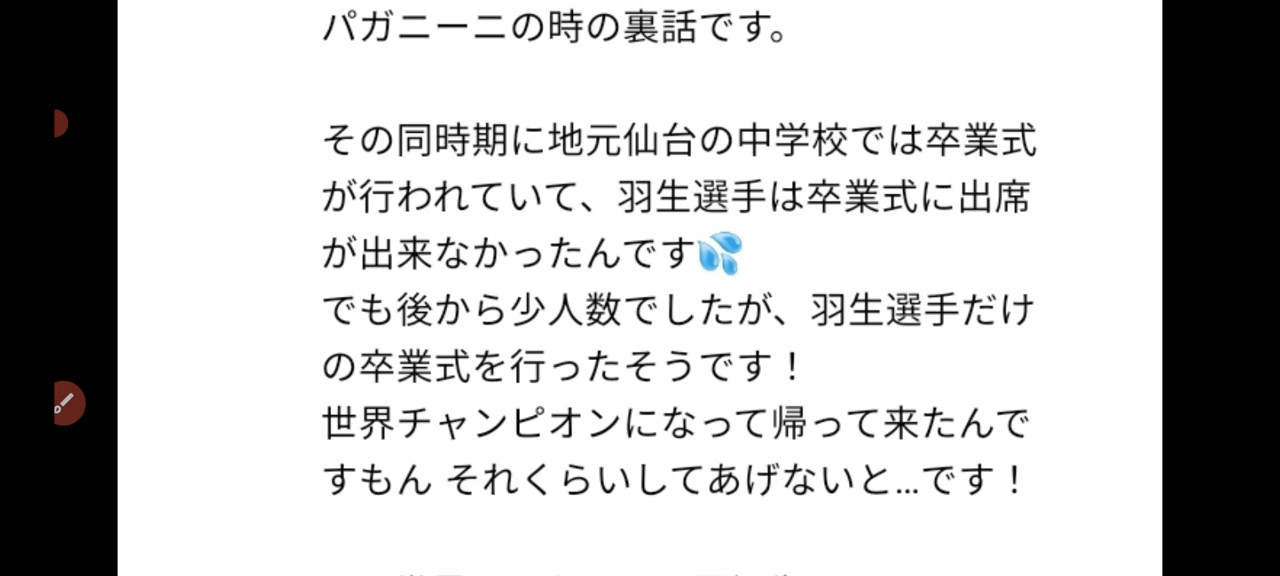 パガニーニの時の裏話です。
その同時期に地元仙台の中学校では卒業式
が行われていて、羽生選手は卒業式に出席
が出来なかったんです💦
でも後から少人数でしたが、羽生選手だけ
の卒業式を行ったそうです！
世界チャンピオンになって帰って来たんで
すもん それくらいしてあげないと…です！